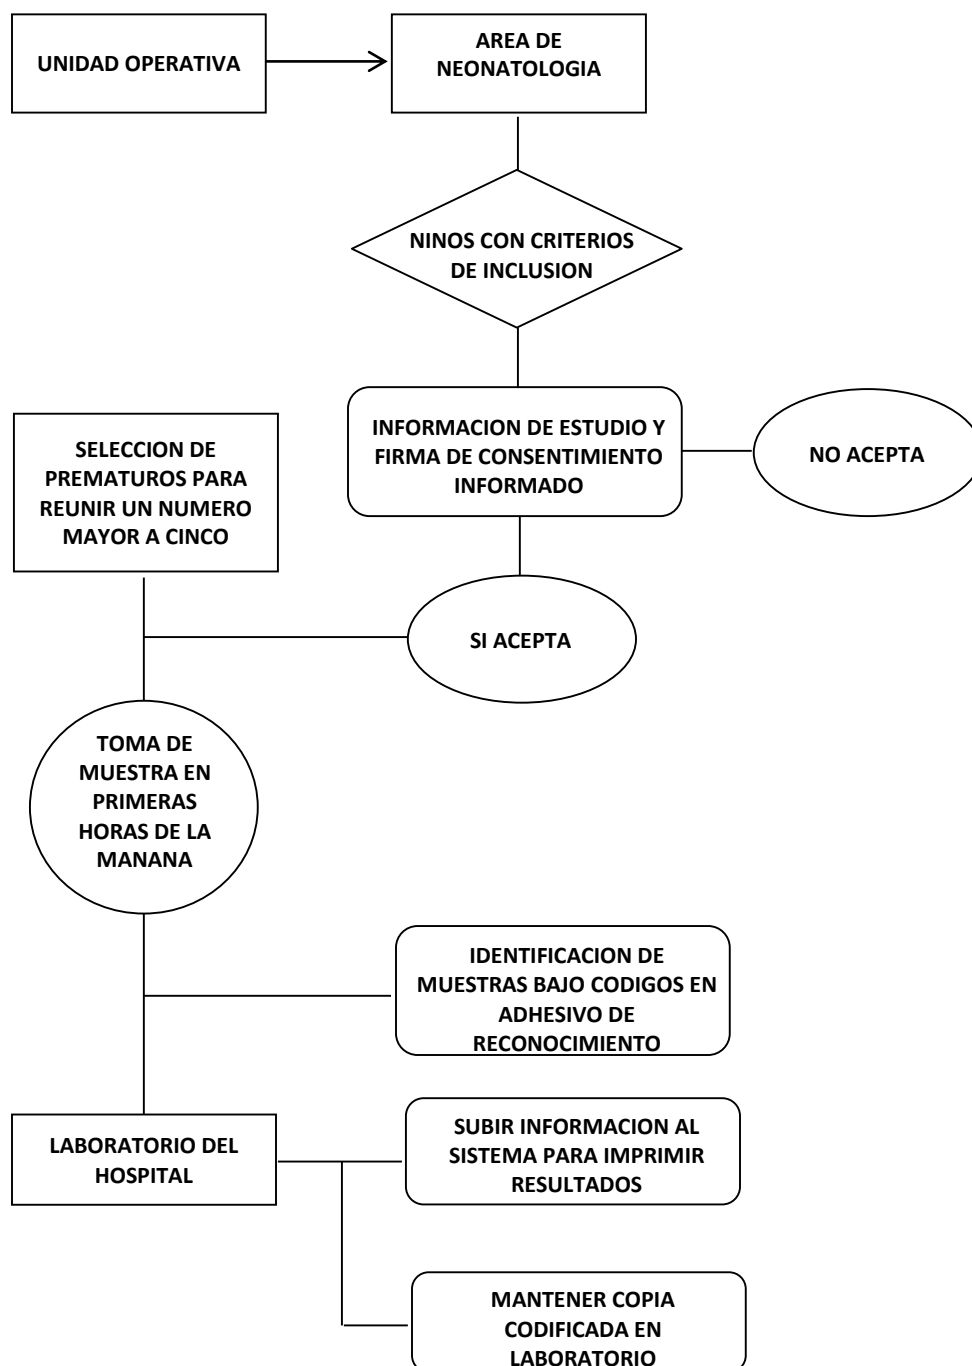 UNIDAD OPERATIVA
AREA DE
NEONATOLOGIA
NINOS CON CRITERIOS
DE INCLUSION
INFORMACION DE ESTUDIO Y
FIRMA DE CONSENTIMIENTO
INFORMADO
NO ACEPTA
SELECCION DE
PREMATUROS PARA
REUNIR UN NUMERO
MAYOR A CINCO
SI ACEPTA
TOMA DE
MUESTRA EN
PRIMERAS
HORAS DE LA
MANANA
IDENTIFICACION DE
MUESTRAS BAJO CODIGOS EN
ADHESIVO DE
RECONOCIMIENTO
LABORATORIO DEL
HOSPITAL
SUBIR INFORMACION AL
SISTEMA PARA IMPRIMIR
RESULTADOS
MANTENER COPIA
CODIFICADA EN
LABORATORIO